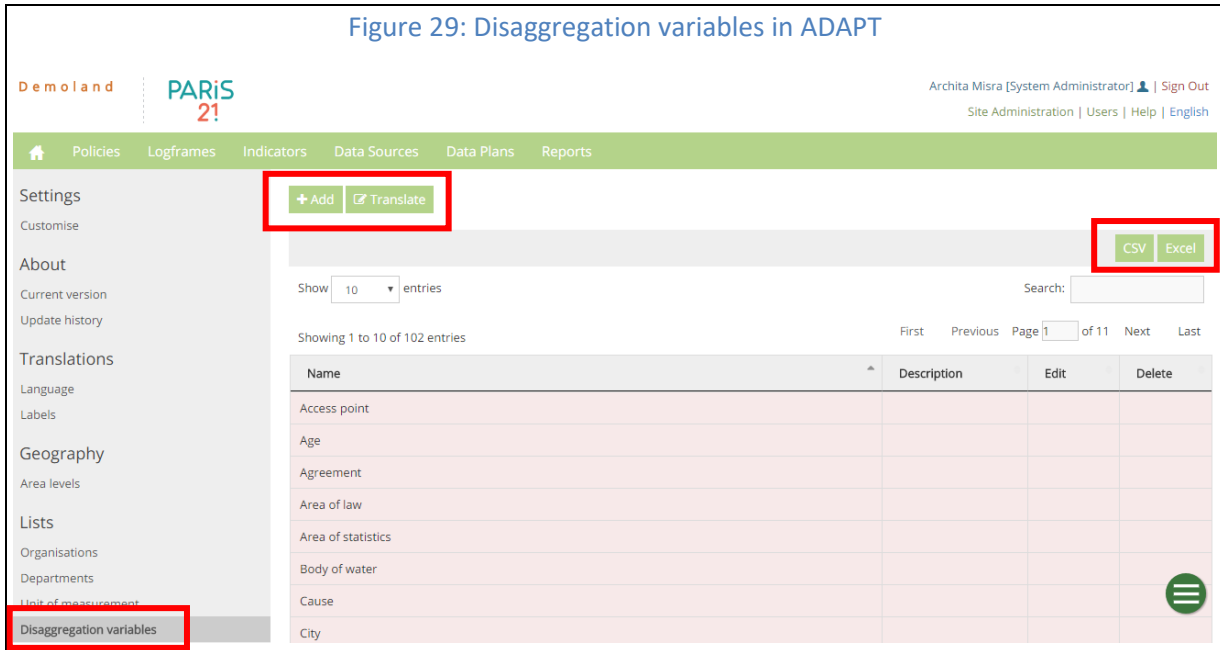 Figure 29: Disaggregation variables in ADAPT
Demoland
PARiS
21
Archita Misra [System Administrator] | Sign Out
Site Administration | Users | Help | English
Policies Logframes Indicators Data Sources Data Plans Reports
Settings
Customise
About
Current version
Update history
Translations
Language
Labels
Geography
Area levels
Lists
Organisations
Departments
Unit of measurement
Disaggregation variables
+ Add Translate
CSV Excel
Show 10 entries Search:
Showing 1 to 10 of 102 entries First Previous Page 1 of 11 Next Last
Name Description Edit Delete
Access point
Age
Agreement
Area of law
Area of statistics
Body of water
Cause
City